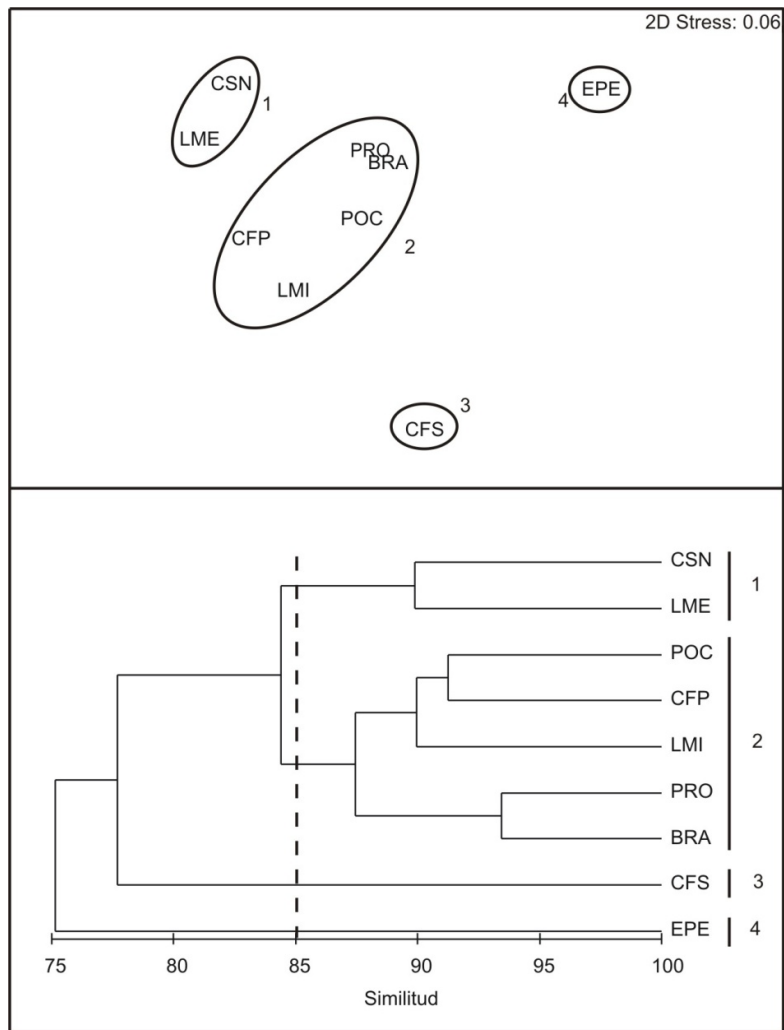 2D Stress: 0.06
CSN
1
EPE
4
LME
PRO
BRA
POC
CFP
2
LMI
3
CFS
CSN
1
LME
POC
CFP
LMI
2
PRO
BRA
CFS 3
EPE 4
75 80 85 90 95 100
Similitud